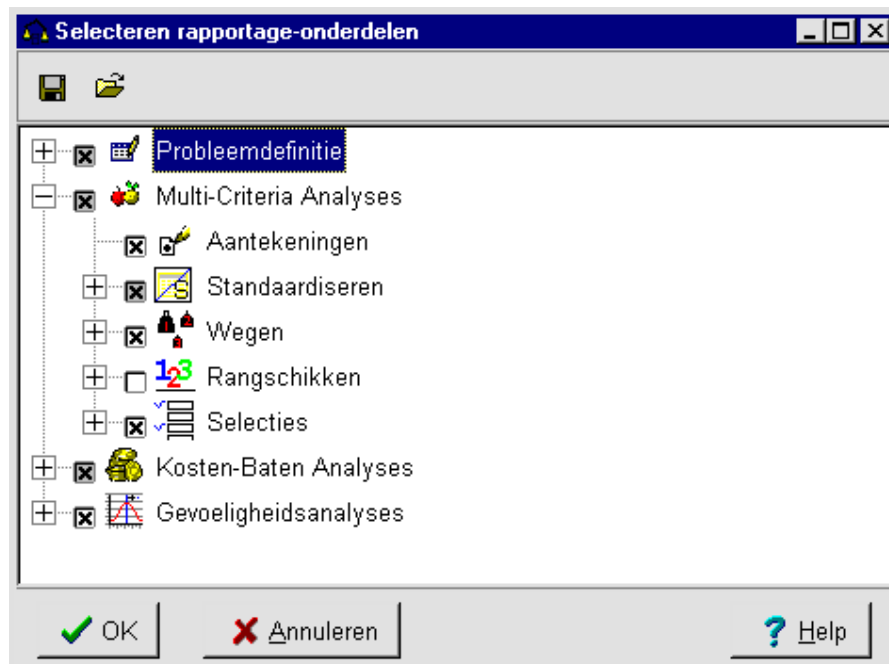 Selecteren rapportage-onderdelen
Probleemdefinitie
Multi-Criteria Analyses
Aantekeningen
Standaardiseren
Wegen
Rangschikken
Selecties
Kosten-Baten Analyses
Gevoeligheidsanalyses
OK
Annuleren
Help